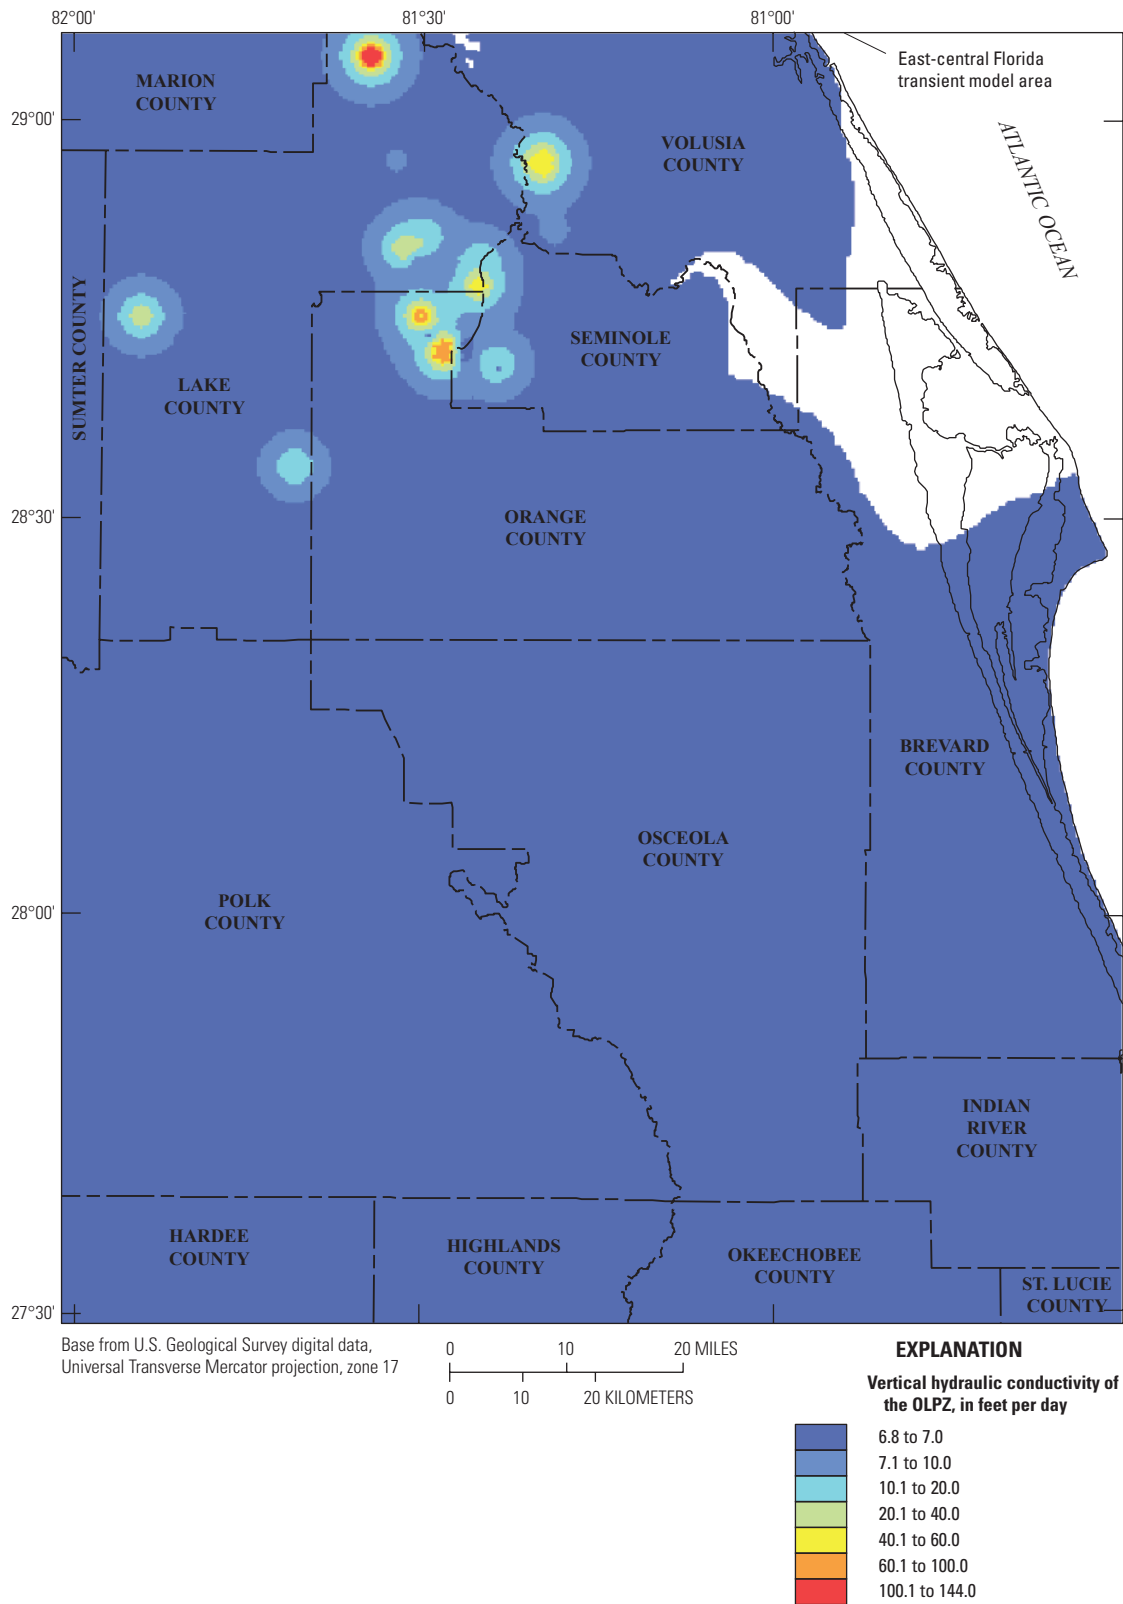 82°00'
81°30'
81°00'
East-central Florida
transient model area
MARION
COUNTY
29°00'
VOLUSIA
COUNTY
ATLANTIC OCEAN
SUMTER COUNTY
SEMINOLE
COUNTY
LAKE
COUNTY
28°30'
ORANGE
COUNTY
BREVARD
COUNTY
OSCEOLA
COUNTY
POLK
COUNTY
28°00'
INDIAN
RIVER
COUNTY
HARDEE
COUNTY
HIGHLANDS
COUNTY
OKEECHOBEE
COUNTY
ST. LUCIE
COUNTY
27°30'
Base from U.S. Geological Survey digital data,
Universal Transverse Mercator projection, zone 17
0 10 20 MILES
0 10 20 KILOMETERS
EXPLANATION
Vertical hydraulic conductivity of
the OLPZ, in feet per day
6.8 to 7.0
7.1 to 10.0
10.1 to 20.0
20.1 to 40.0
40.1 to 60.0
60.1 to 100.0
100.1 to 144.0